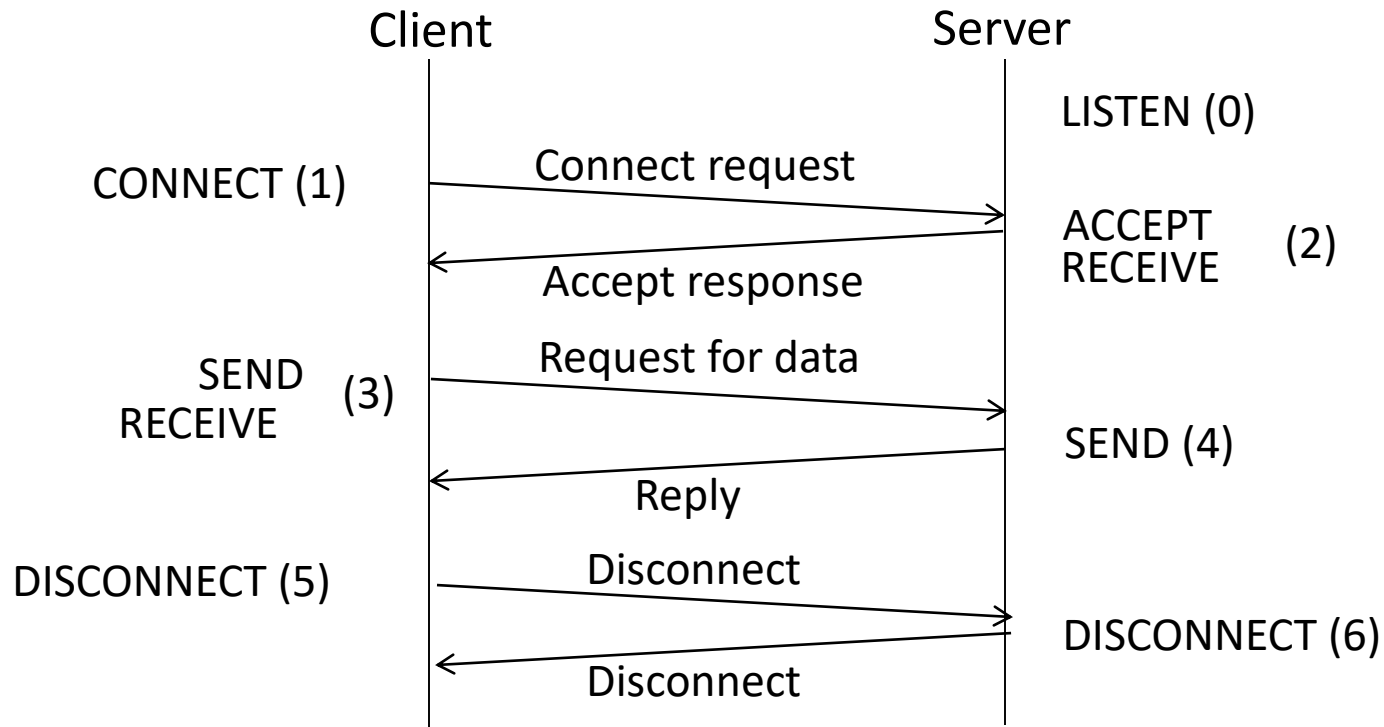 Client
Server
LISTEN (0)
CONNECT (1)
Connect request
ACCEPT
RECEIVE
(2)
Accept response
SEND
RECEIVE
(3)
Request for data
SEND (4)
Reply
DISCONNECT (5)
Disconnect
DISCONNECT (6)
Disconnect